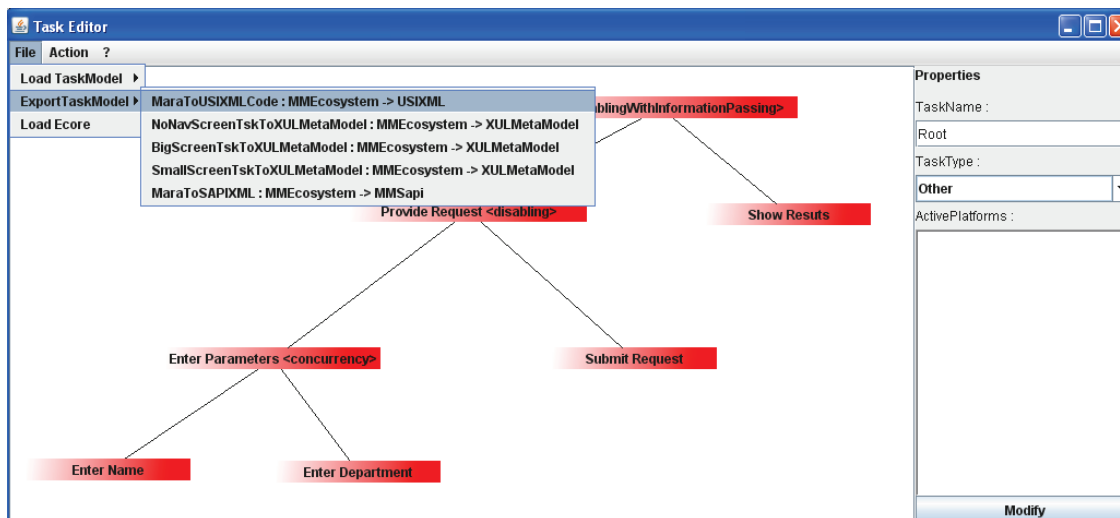 Task Editor
File Action ?
Load TaskModel
ExportTaskModel
Load Ecore
MaraToUSIXMLCode : MMEcosystem -> USIXML
NoNavScreenTskToXULMetaModel : MMEcosystem -> XULMetaModel
BigScreenTskToXULMetaModel : MMEcosystem -> XULMetaModel
SmallScreenTskToXULMetaModel : MMEcosystem -> XULMetaModel
MaraToSAPIXML : MMEcosystem -> MMSapi
blingWithInformationPassing>
Provide Request <disabling>
Show Resuts
Enter Parameters <concurrency>
Submit Request
Enter Name
Enter Department
Properties
TaskName :
Root
TaskType :
Other
ActivePlatforms :
Modify